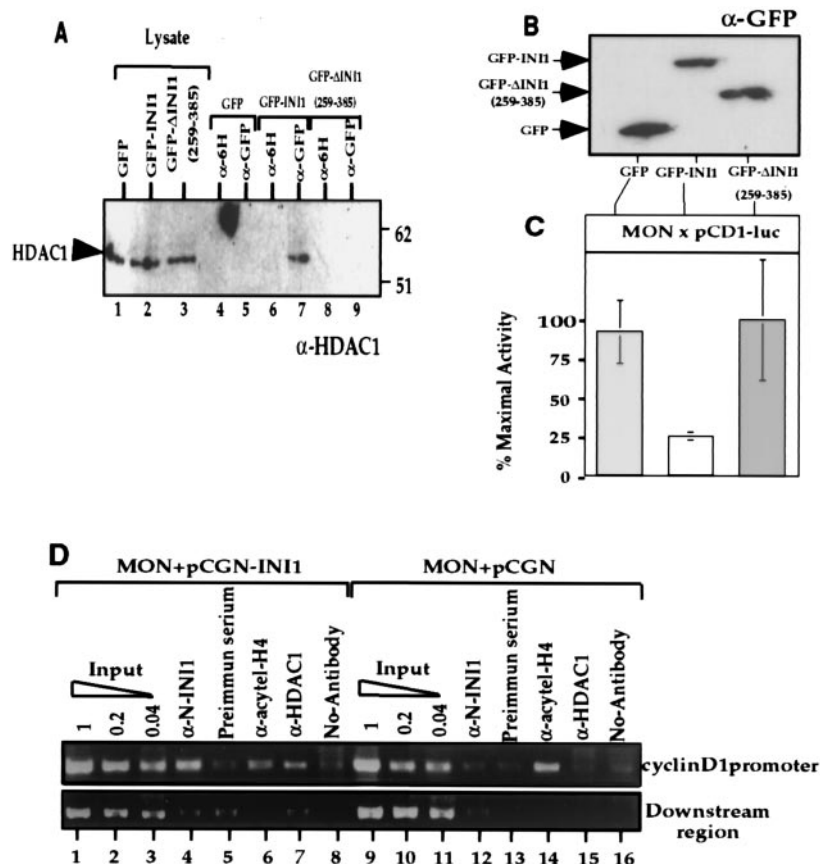 A
Lysate
GFP
GFP-INI1
GFP-ΔINI1
(259-385)
GFP
GFP-INI1
GFP-ΔINI1
(259-385)
α-6H
α-GFP
α-6H
α-GFP
α-6H
α-GFP
HDAC1
62
51
1 2 3 4 5 6 7 8 9
α-HDAC1
B
α-GFP
GFP-INI1
GFP-ΔINI1
(259-385)
GFP
GFP GFP-INI1 GFP-ΔINI1
(259-385)
C
MON x pCD1-luc
% Maximal Activity
100
75
50
25
0
D
MON+pCGN-INI1 MON+pCGN
Input
1
0.2
0.04
α-N-INI1
Preimmun serium
α-acytel-H4
α-HDAC1
No-Antibody
Input
1
0.2
0.04
α-N-INI1
Preimmun serium
α-acytel-H4
α-HDAC1
No-Antibody
cyclinD1promoter
Downstream
region
1 2 3 4 5 6 7 8 9 10 11 12 13 14 15 16